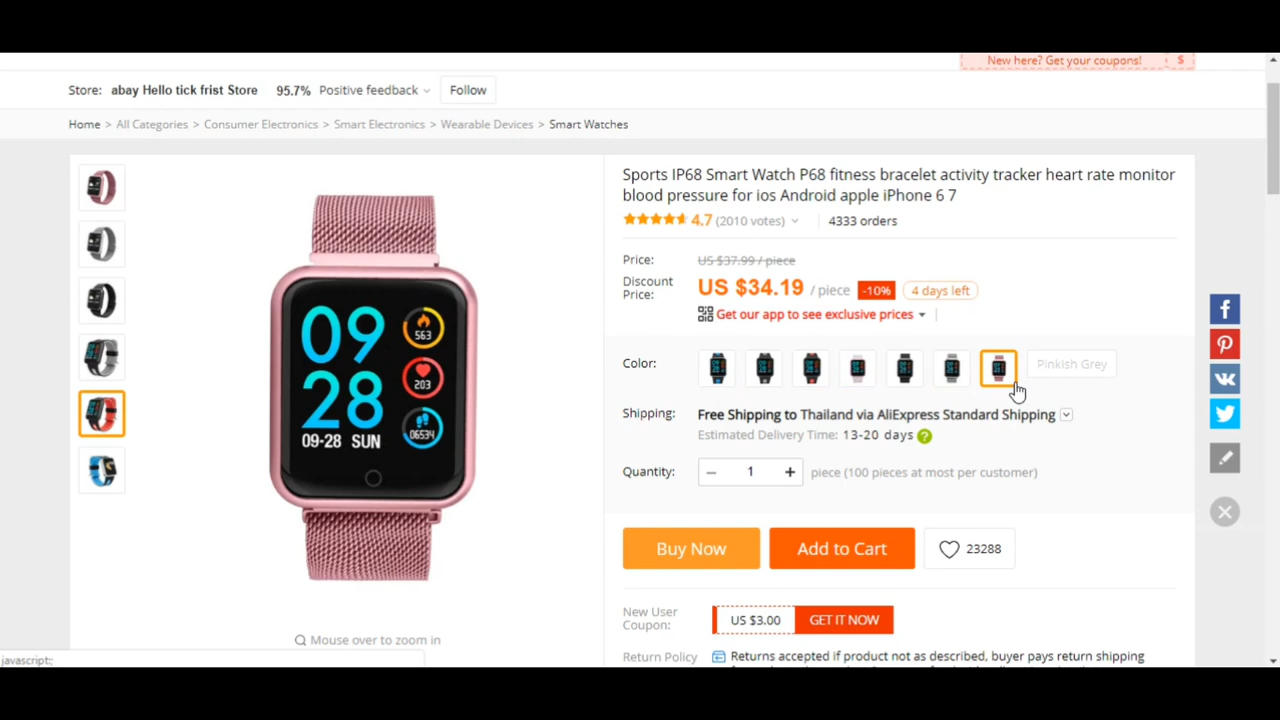 New here? Get your coupons! $
Store: abay Hello tick frist Store 95.7% Positive feedback Follow
Home > All Categories > Consumer Electronics > Smart Electronics > Wearable Devices > Smart Watches
Sports IP68 Smart Watch P68 fitness bracelet activity tracker heart rate monitor
blood pressure for ios Android apple iPhone 6 7
4.7 (2010 votes) 4333 orders
Price: US $37.99 / piece
Discount
Price:
US $34.19 / piece -10% 4 days left
Get our app to see exclusive prices
Color: Pinkish Grey
Shipping: Free Shipping to Thailand via AliExpress Standard Shipping
Estimated Delivery Time: 13-20 days ?
Quantity: − 1 + piece (100 pieces at most per customer)
Buy Now Add to Cart 23288
New User
Coupon:
US $3.00 GET IT NOW
Return Policy Returns accepted if product not as described, buyer pays return shipping
09
28
09-28 SUN
563
203
06534
Mouse over to zoom in
javascript:;